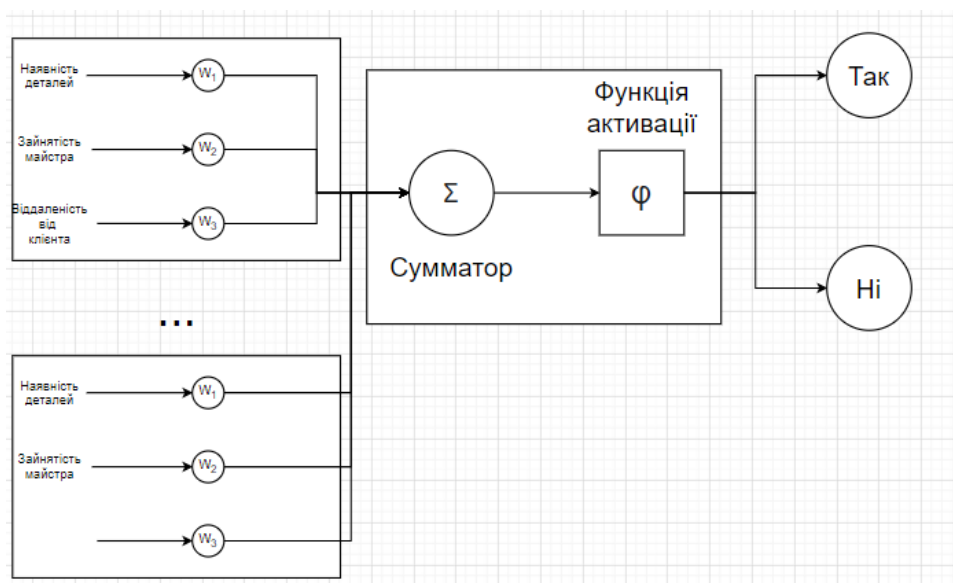 Наявність
деталей
W1
Зайнятість
майстра
W2
Віддаленість
від
клієнта
W3
...
Наявність
деталей
W1
Зайнятість
майстра
W2
W3
Функція
активації
Σ
φ
Сумматор
Так
Ні